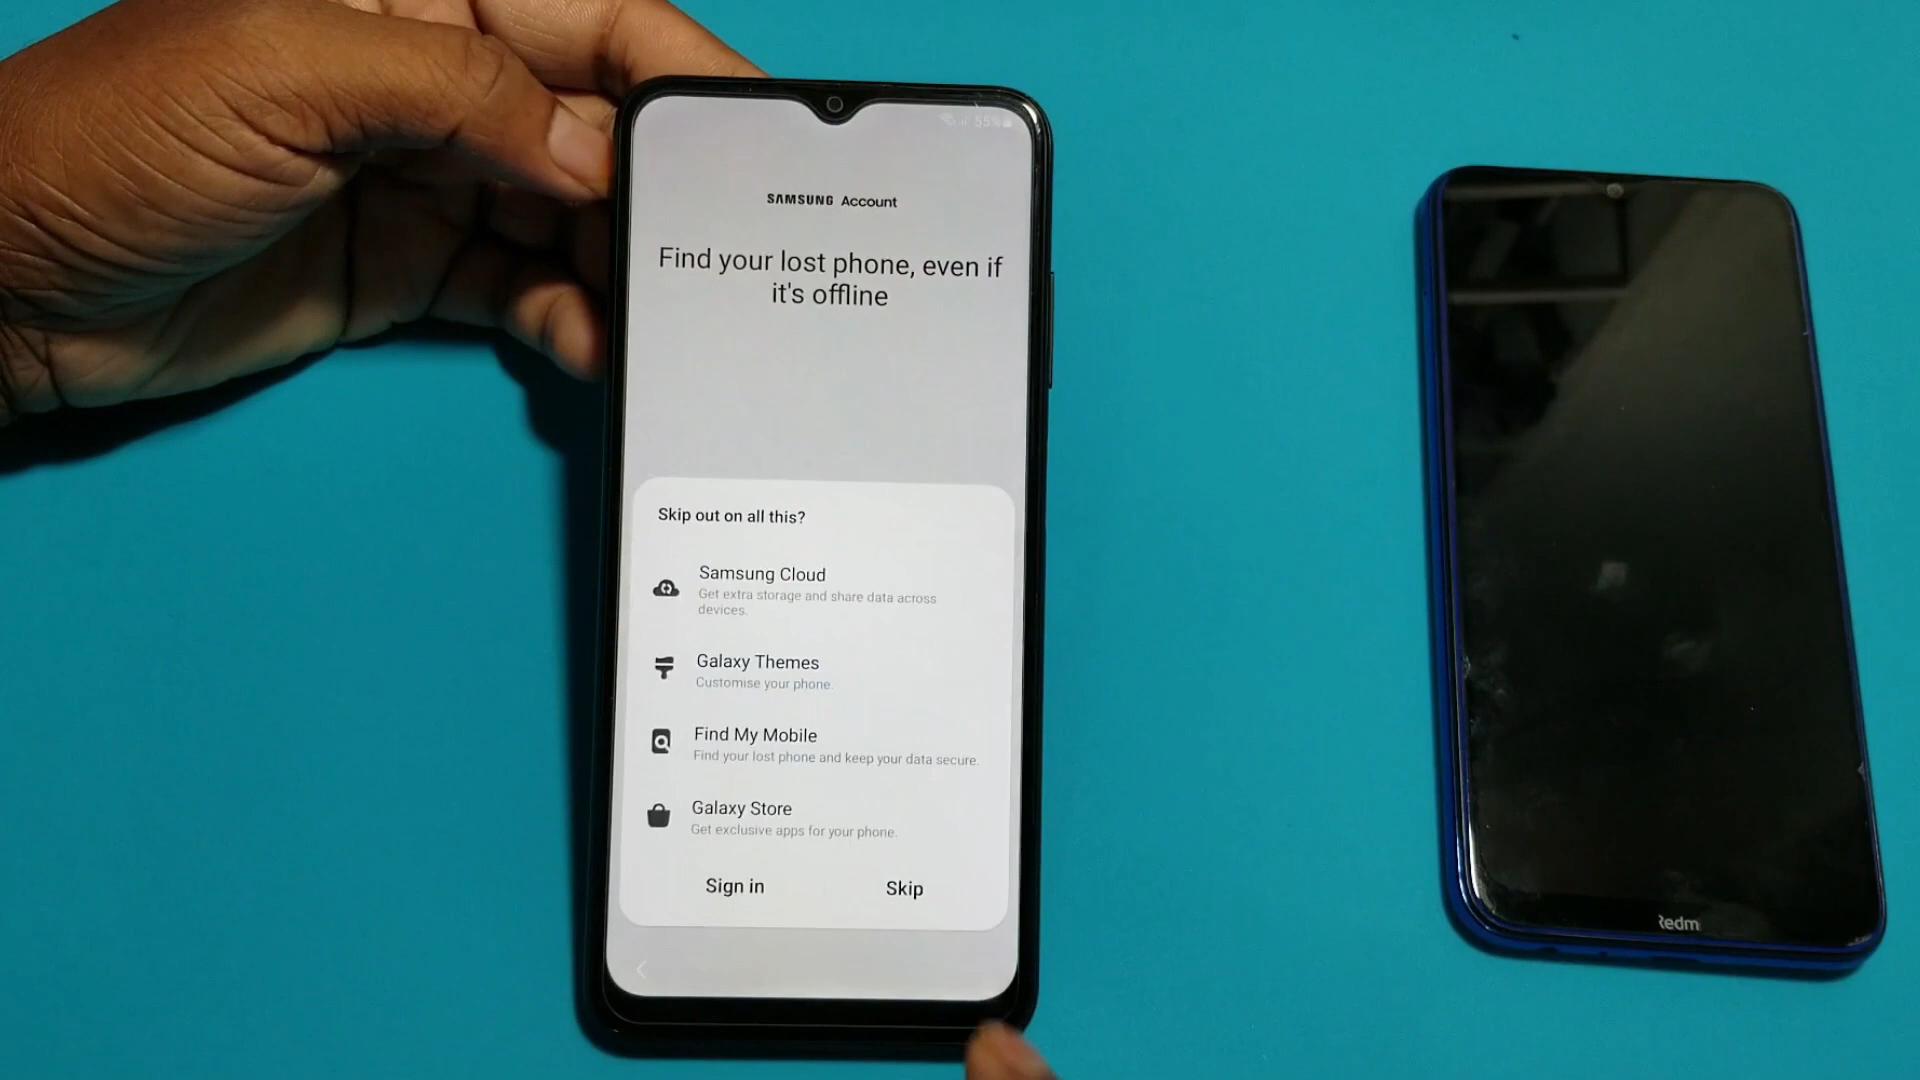 55%
SAMSUNG Account
Find your lost phone, even if
it's offline
Skip out on all this?
Samsung Cloud
Get extra storage and share data across
devices.
Galaxy Themes
Customise your phone.
Find My Mobile
Find your lost phone and keep your data secure.
Galaxy Store
Get exclusive apps for your phone.
Sign in
Skip
Redm